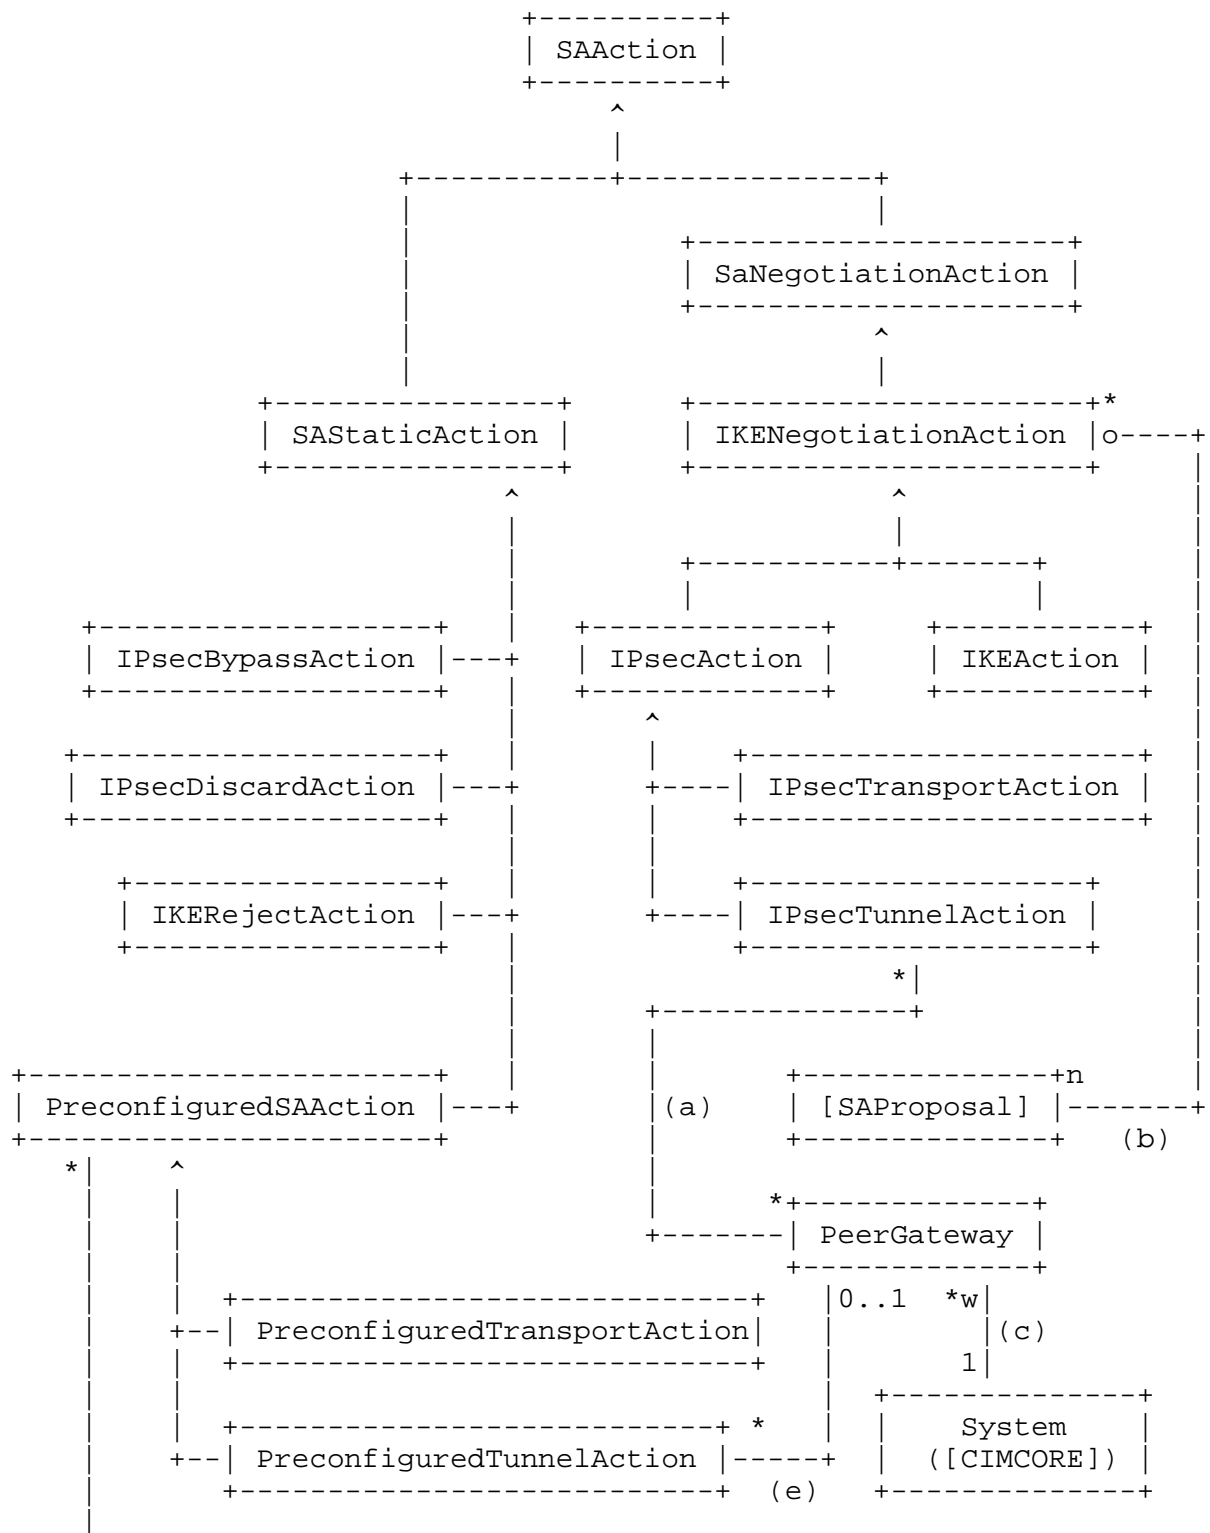 SAAction
SaNegotiationAction
*
SAStaticAction
IKENegotiationAction
o
IPsecBypassAction
IPsecAction
IKEAction
IPsecDiscardAction
IPsecTransportAction
IKERejectAction
IPsecTunnelAction
*
n
PreconfiguredSAAction
(a)
[SAProposal]
(b)
*
*
PeerGateway
0..1
*w
PreconfiguredTransportAction
(c)
1
*
System
PreconfiguredTunnelAction
([CIMCORE])
(e)